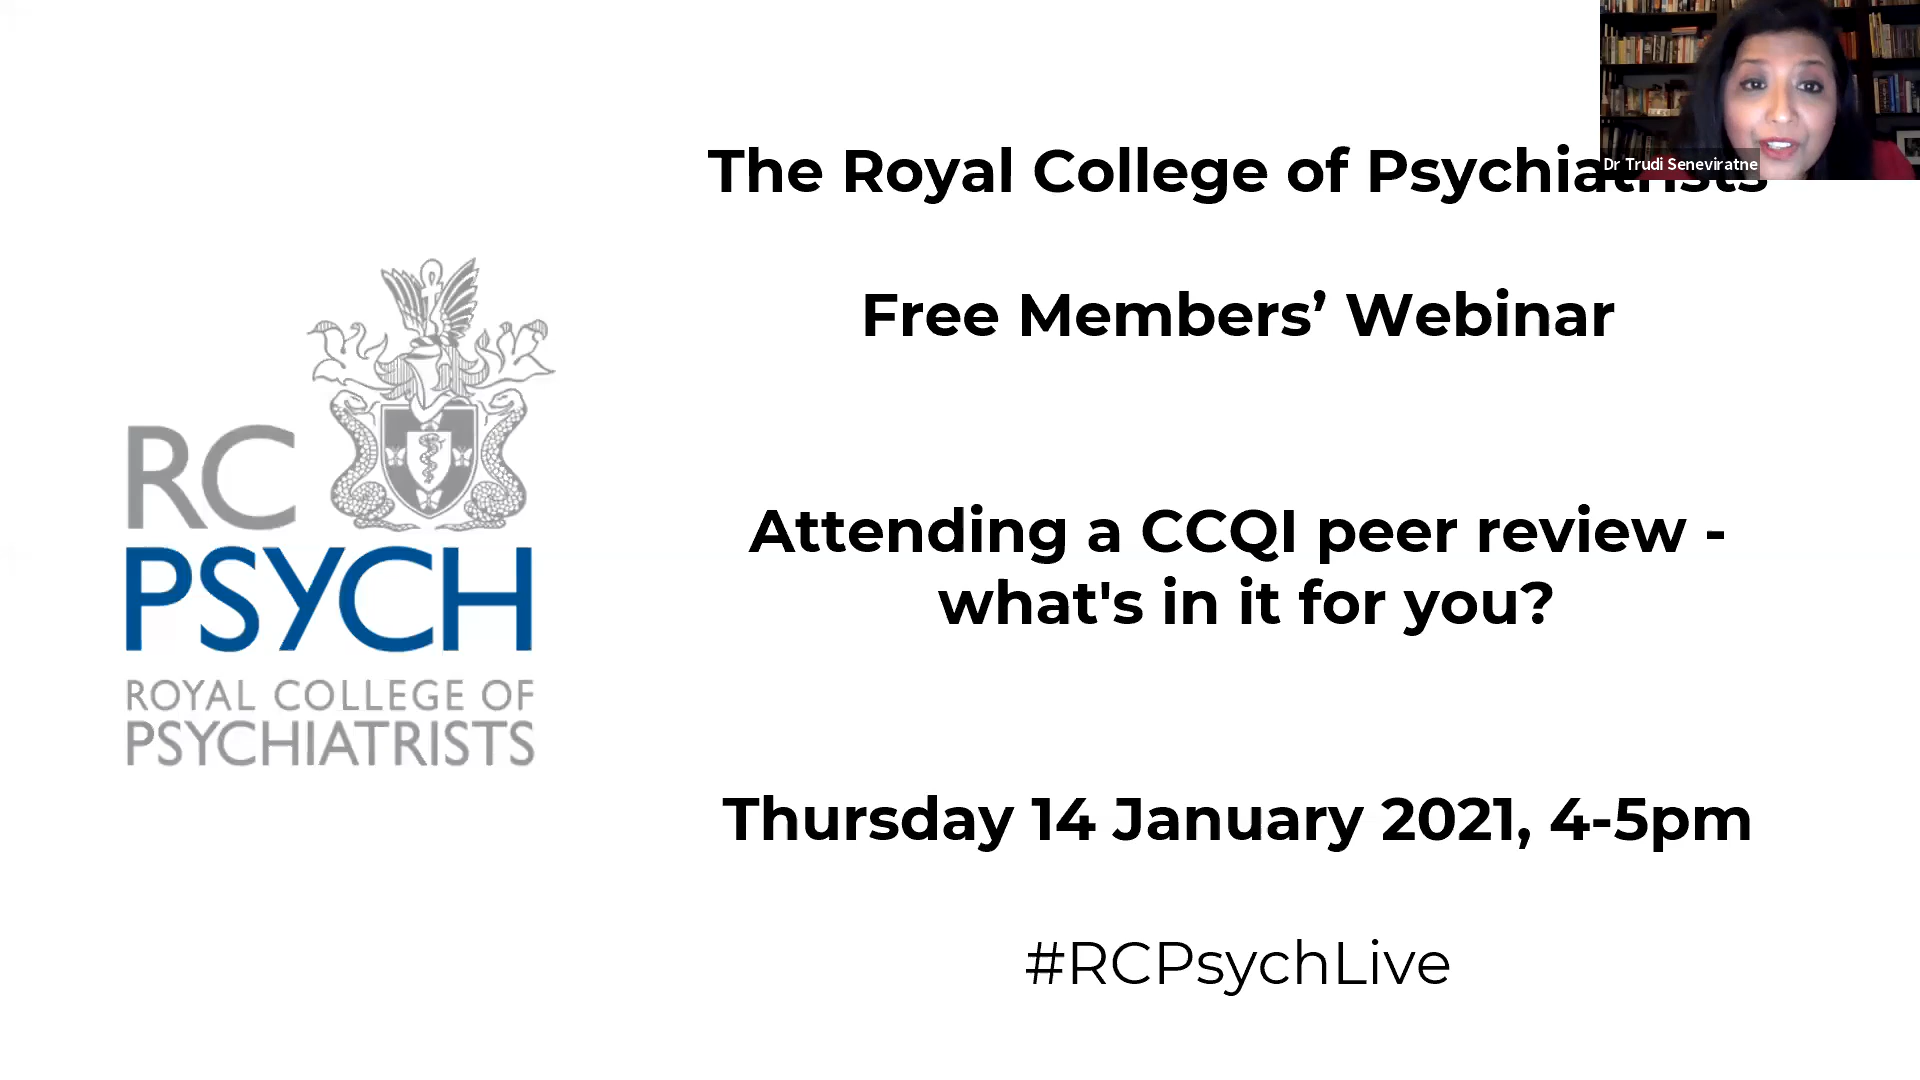 The Royal College of Psychiatrists
Dr Trudi Seneviratne
Free Members’ Webinar
RC
PSYCH
ROYAL COLLEGE OF
PSYCHIATRISTS
Attending a CCQI peer review -
what's in it for you?
Thursday 14 January 2021, 4-5pm
#RCPsychLive